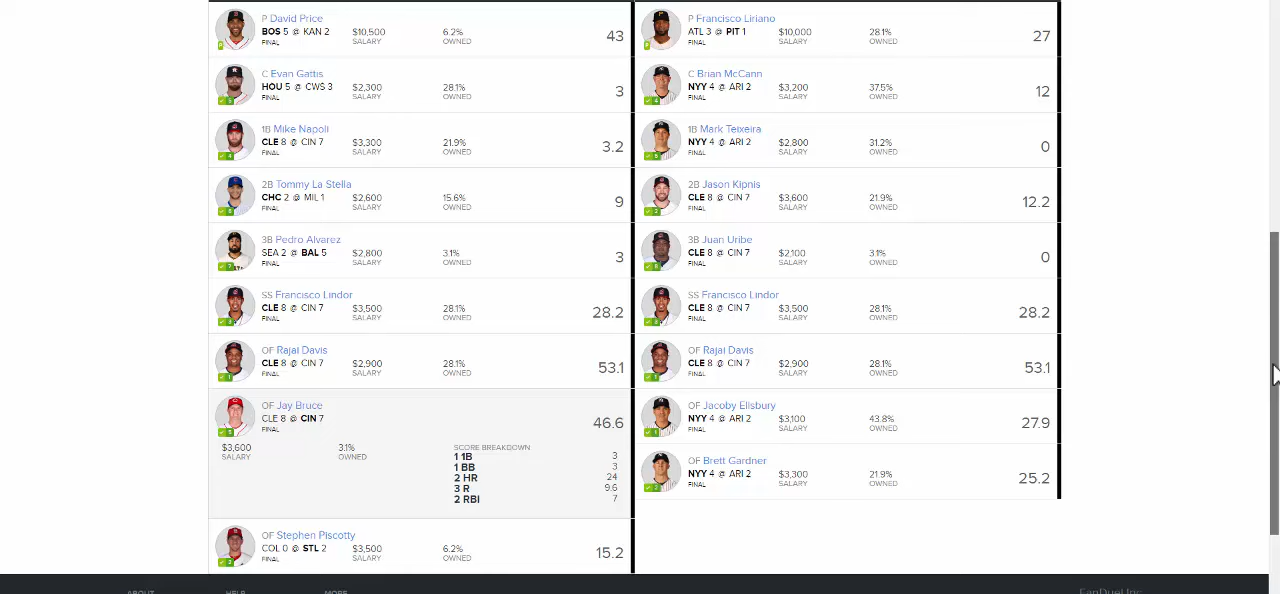 P David Price
BOS 5 @ KAN 2
FINAL
$10,500
SALARY
6.2%
OWNED
43
C Evan Gattis
HOU 5 @ CWS 3
FINAL
$2,300
SALARY
28.1%
OWNED
3
1B Mike Napoli
CLE 8 @ CIN 7
FINAL
$3,300
SALARY
21.9%
OWNED
3.2
2B Tommy La Stella
CHC 2 @ MIL 1
FINAL
$2,600
SALARY
15.6%
OWNED
9
3B Pedro Alvarez
SEA 2 @ BAL 5
FINAL
$2,800
SALARY
3.1%
OWNED
3
SS Francisco Lindor
CLE 8 @ CIN 7
FINAL
$3,500
SALARY
28.1%
OWNED
28.2
OF Rajai Davis
CLE 8 @ CIN 7
FINAL
$2,900
SALARY
28.1%
OWNED
53.1
OF Jay Bruce
CLE 8 @ CIN 7
FINAL
46.6
$3,600
SALARY
3.1%
OWNED
SCORE BREAKDOWN
1 1B 3
1 BB 3
2 HR 24
3 R 9.6
2 RBI 7
OF Stephen Piscotty
COL 0 @ STL 2
FINAL
$3,500
SALARY
6.2%
OWNED
15.2
P Francisco Liriano
ATL 3 @ PIT 1
FINAL
$10,000
SALARY
28.1%
OWNED
27
C Brian McCann
NYY 4 @ ARI 2
FINAL
$3,200
SALARY
37.5%
OWNED
12
1B Mark Teixeira
NYY 4 @ ARI 2
FINAL
$2,800
SALARY
31.2%
OWNED
0
2B Jason Kipnis
CLE 8 @ CIN 7
FINAL
$3,600
SALARY
21.9%
OWNED
12.2
3B Juan Uribe
CLE 8 @ CIN 7
FINAL
$2,100
SALARY
3.1%
OWNED
0
SS Francisco Lindor
CLE 8 @ CIN 7
FINAL
$3,500
SALARY
28.1%
OWNED
28.2
OF Rajai Davis
CLE 8 @ CIN 7
FINAL
$2,900
SALARY
28.1%
OWNED
53.1
OF Jacoby Ellsbury
NYY 4 @ ARI 2
FINAL
$3,100
SALARY
43.8%
OWNED
27.9
OF Brett Gardner
NYY 4 @ ARI 2
FINAL
$3,300
SALARY
21.9%
OWNED
25.2
ABOUT
HELP
MORE
FanDuel Inc.